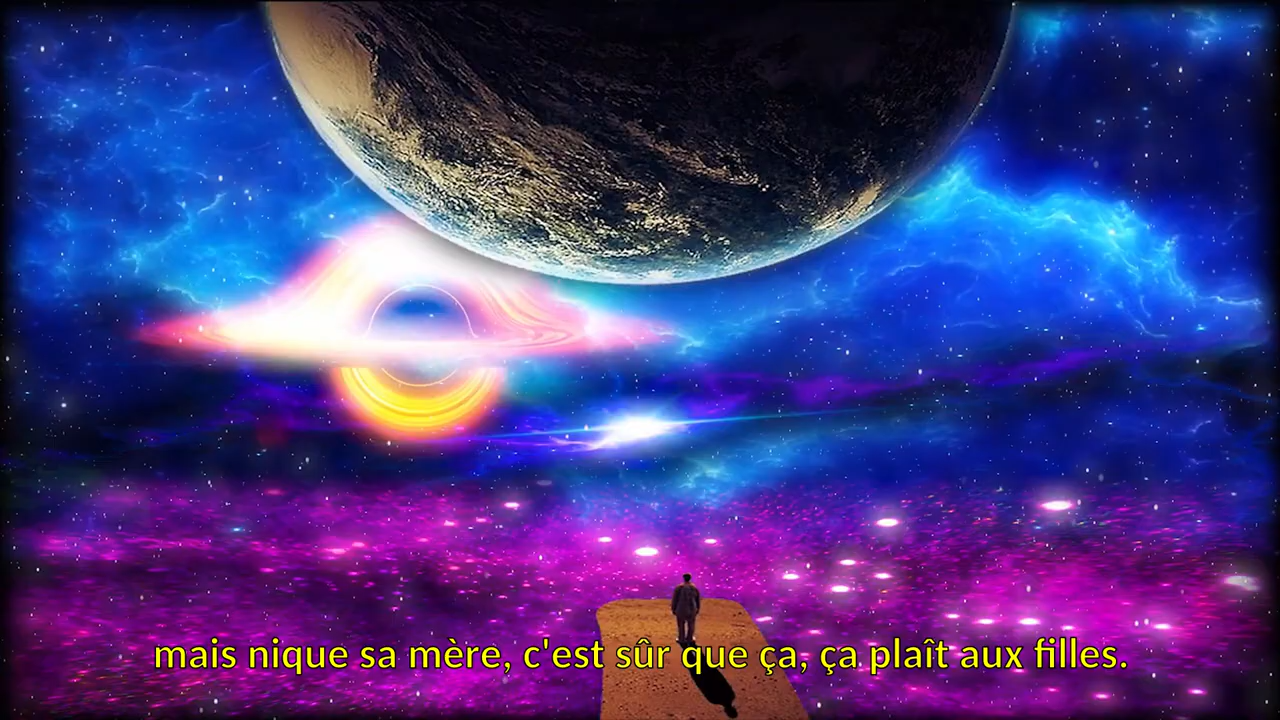 mais nique sa mère, c'est sûr que ça, ça plaît aux filles.